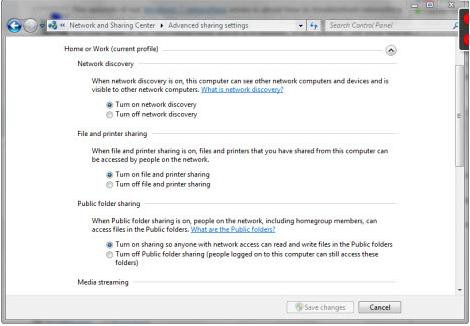 « Network and Sharing Center ▸ Advanced sharing settings
Search Control Panel
Home or Work (current profile)
Network discovery
When network discovery is on, this computer can see other network computers and devices and is
visible to other network computers. What is network discovery?
Turn on network discovery
Turn off network discovery
File and printer sharing
When file and printer sharing is on, files and printers that you have shared from this computer can
be accessed by people on the network.
Turn on file and printer sharing
Turn off file and printer sharing
Public folder sharing
When Public folder sharing is on, people on the network, including homegroup members, can
access files in the Public folders. What are the Public folders?
Turn on sharing so anyone with network access can read and write files in the Public folders
Turn off Public folder sharing (people logged on to this computer can still access these
folders)
Media streaming
Save changes
Cancel